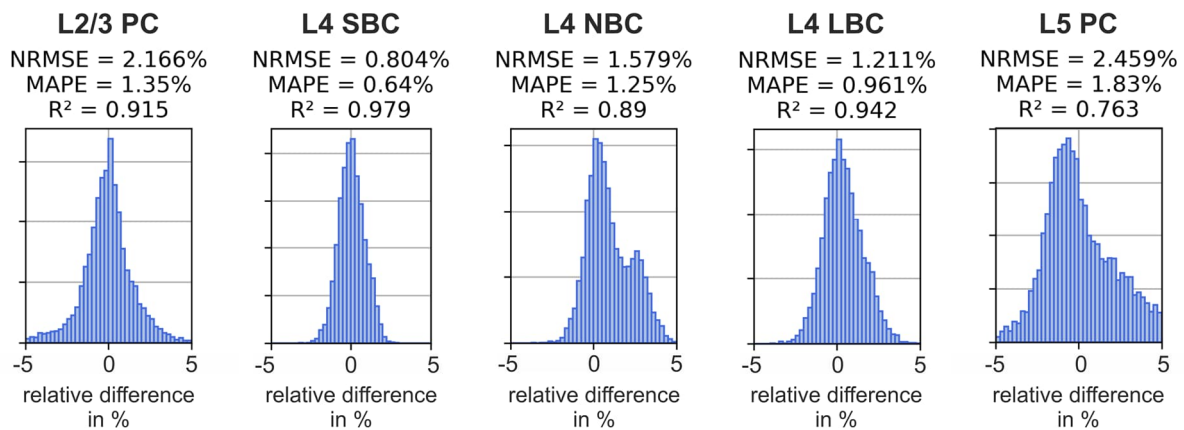 L2/3 PC
NRMSE = 2.166%
MAPE = 1.35%
R² = 0.915
-5 0 5
relative difference
in %
L4 SBC
NRMSE = 0.804%
MAPE = 0.64%
R² = 0.979
-5 0 5
relative difference
in %
L4 NBC
NRMSE = 1.579%
MAPE = 1.25%
R² = 0.89
-5 0 5
relative difference
in %
L4 LBC
NRMSE = 1.211%
MAPE = 0.961%
R² = 0.942
-5 0 5
relative difference
in %
L5 PC
NRMSE = 2.459%
MAPE = 1.83%
R² = 0.763
-5 0 5
relative difference
in %